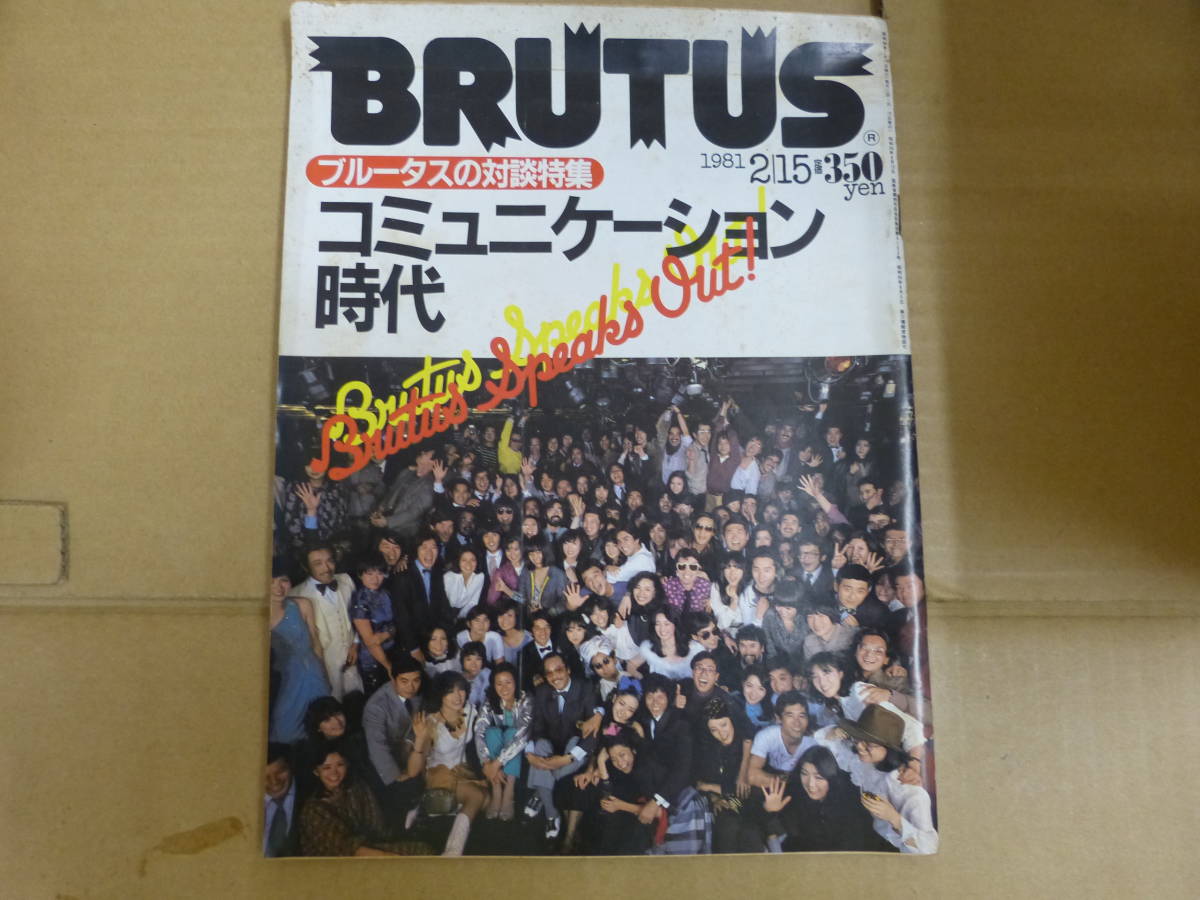 BRUTUS
®
ブルータスの対談特集
1981 2|15 定価 350 yen
コミュニケーション
時代
Brutus Speaks Out!
Brutus Speaks Out!